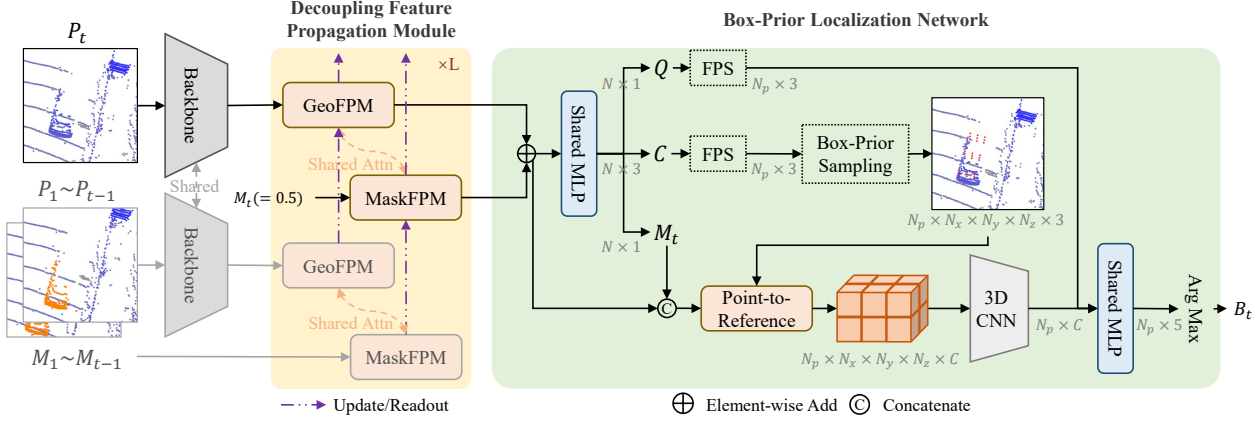 Decoupling Feature
Propagation Module
Box-Prior Localization Network
P_t
Backbone
×L
GeoFPM
Shared Attn
M_t(= 0.5)
MaskFPM
Shared
P_1~P_{t-1}
Backbone
GeoFPM
Shared Attn
MaskFPM
M_1~M_{t-1}
Shared MLP
N × 1
Q
FPS
N_p × 3
N × 3
C
FPS
N_p × 3
Box-Prior
Sampling
N_p × N_x × N_y × N_z × 3
N × 1
M_t
C
Point-to-
Reference
N_p × N_x × N_y × N_z × C
3D
CNN
N_p × C
Shared MLP
N_p × 5
Arg Max
B_t
Update/Readout
Element-wise Add
C
Concatenate